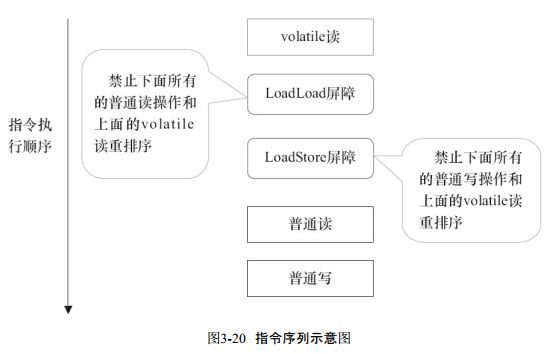 volatile读
禁止下面所有
的普通读操作和
上面的volatile
读重排序
LoadLoad屏障
指令执
行顺序
LoadStore屏障
禁止下面所有
的普通写操作和
上面的volatile读
重排序
普通读
普通写
图3-20 指令序列示意图